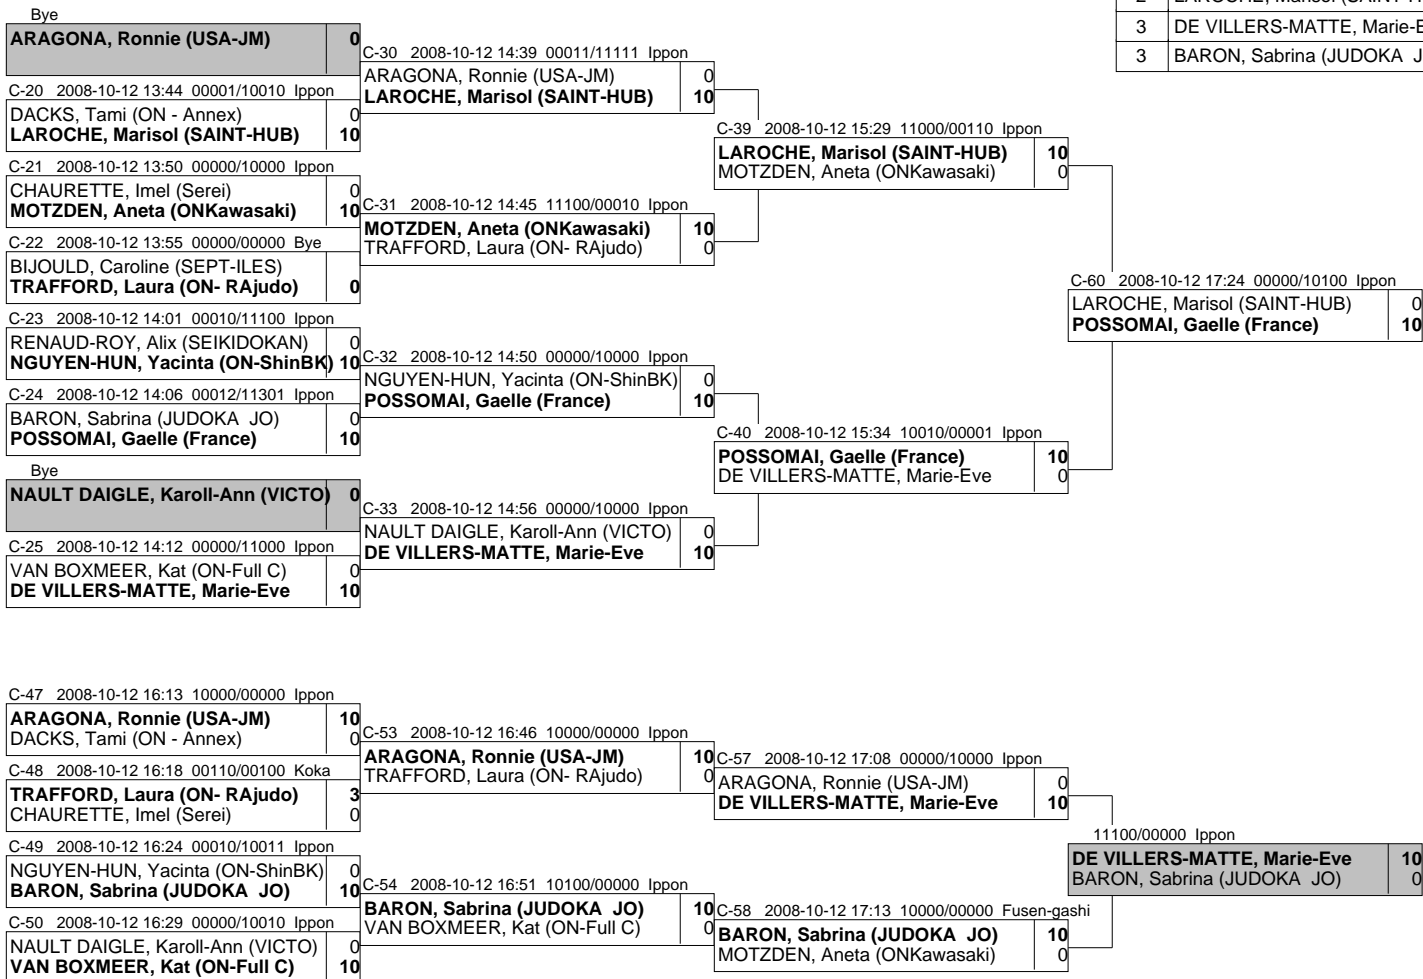 2 LAROCHE, Marisol (SAINT-H
3 DE VILLERS-MATTE, Marie-E
3 BARON, Sabrina (JUDOKA J
Bye
ARAGONA, Ronnie (USA-JM) 0
C-20 2008-10-12 13:44 00001/10010 Ippon
DACKS, Tami (ON - Annex) 0
LAROCHE, Marisol (SAINT-HUB) 10
C-21 2008-10-12 13:50 00000/10000 Ippon
CHAURETTE, Imel (Serei) 0
MOTZDEN, Aneta (ONKawasaki) 10
C-22 2008-10-12 13:55 00000/00000 Bye
BIJOULD, Caroline (SEPT-ILES)
TRAFFORD, Laura (ON- RAjudo) 0
C-23 2008-10-12 14:01 00010/11100 Ippon
RENAUD-ROY, Alix (SEIKIDOKAN) 0
NGUYEN-HUN, Yacinta (ON-ShinBK) 10
C-24 2008-10-12 14:06 00012/11301 Ippon
BARON, Sabrina (JUDOKA JO) 0
POSSOMAI, Gaelle (France) 10
Bye
NAULT DAIGLE, Karoll-Ann (VICTO) 0
C-25 2008-10-12 14:12 00000/11000 Ippon
VAN BOXMEER, Kat (ON-Full C) 0
DE VILLERS-MATTE, Marie-Eve 10
C-30 2008-10-12 14:39 00011/11111 Ippon
ARAGONA, Ronnie (USA-JM) 0
LAROCHE, Marisol (SAINT-HUB) 10
C-31 2008-10-12 14:45 11100/00010 Ippon
MOTZDEN, Aneta (ONKawasaki) 10
TRAFFORD, Laura (ON- RAjudo) 0
C-32 2008-10-12 14:50 00000/10000 Ippon
NGUYEN-HUN, Yacinta (ON-ShinBK) 0
POSSOMAI, Gaelle (France) 10
C-33 2008-10-12 14:56 00000/10000 Ippon
NAULT DAIGLE, Karoll-Ann (VICTO) 0
DE VILLERS-MATTE, Marie-Eve 10
C-39 2008-10-12 15:29 11000/00110 Ippon
LAROCHE, Marisol (SAINT-HUB) 10
MOTZDEN, Aneta (ONKawasaki) 0
C-40 2008-10-12 15:34 10010/00001 Ippon
POSSOMAI, Gaelle (France) 10
DE VILLERS-MATTE, Marie-Eve 0
C-60 2008-10-12 17:24 00000/10100 Ippon
LAROCHE, Marisol (SAINT-HUB) 0
POSSOMAI, Gaelle (France) 10
C-47 2008-10-12 16:13 10000/00000 Ippon
ARAGONA, Ronnie (USA-JM) 10
DACKS, Tami (ON - Annex) 0
C-48 2008-10-12 16:18 00110/00100 Koka
TRAFFORD, Laura (ON- RAjudo) 3
CHAURETTE, Imel (Serei) 0
C-49 2008-10-12 16:24 00010/10011 Ippon
NGUYEN-HUN, Yacinta (ON-ShinBK) 0
BARON, Sabrina (JUDOKA JO) 10
C-50 2008-10-12 16:29 00000/10010 Ippon
NAULT DAIGLE, Karoll-Ann (VICTO) 0
VAN BOXMEER, Kat (ON-Full C) 10
C-53 2008-10-12 16:46 10000/00000 Ippon
ARAGONA, Ronnie (USA-JM) 10
TRAFFORD, Laura (ON- RAjudo) 0
C-54 2008-10-12 16:51 10100/00000 Ippon
BARON, Sabrina (JUDOKA JO) 10
VAN BOXMEER, Kat (ON-Full C) 0
C-57 2008-10-12 17:08 00000/10000 Ippon
ARAGONA, Ronnie (USA-JM) 0
DE VILLERS-MATTE, Marie-Eve 10
C-58 2008-10-12 17:13 10000/00000 Fusen-gashi
BARON, Sabrina (JUDOKA JO) 10
MOTZDEN, Aneta (ONKawasaki) 0
11100/00000 Ippon
DE VILLERS-MATTE, Marie-Eve 10
BARON, Sabrina (JUDOKA JO) 0